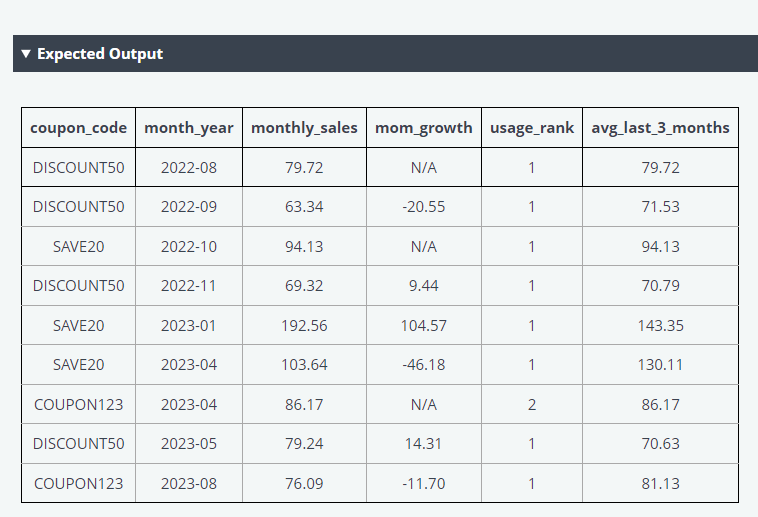 ▼ Expected Output
coupon_code month_year monthly_sales mom_growth usage_rank avg_last_3_months
DISCOUNT50 2022-08 79.72 N/A 1 79.72
DISCOUNT50 2022-09 63.34 -20.55 1 71.53
SAVE20 2022-10 94.13 N/A 1 94.13
DISCOUNT50 2022-11 69.32 9.44 1 70.79
SAVE20 2023-01 192.56 104.57 1 143.35
SAVE20 2023-04 103.64 -46.18 1 130.11
COUPON123 2023-04 86.17 N/A 2 86.17
DISCOUNT50 2023-05 79.24 14.31 1 70.63
COUPON123 2023-08 76.09 -11.70 1 81.13